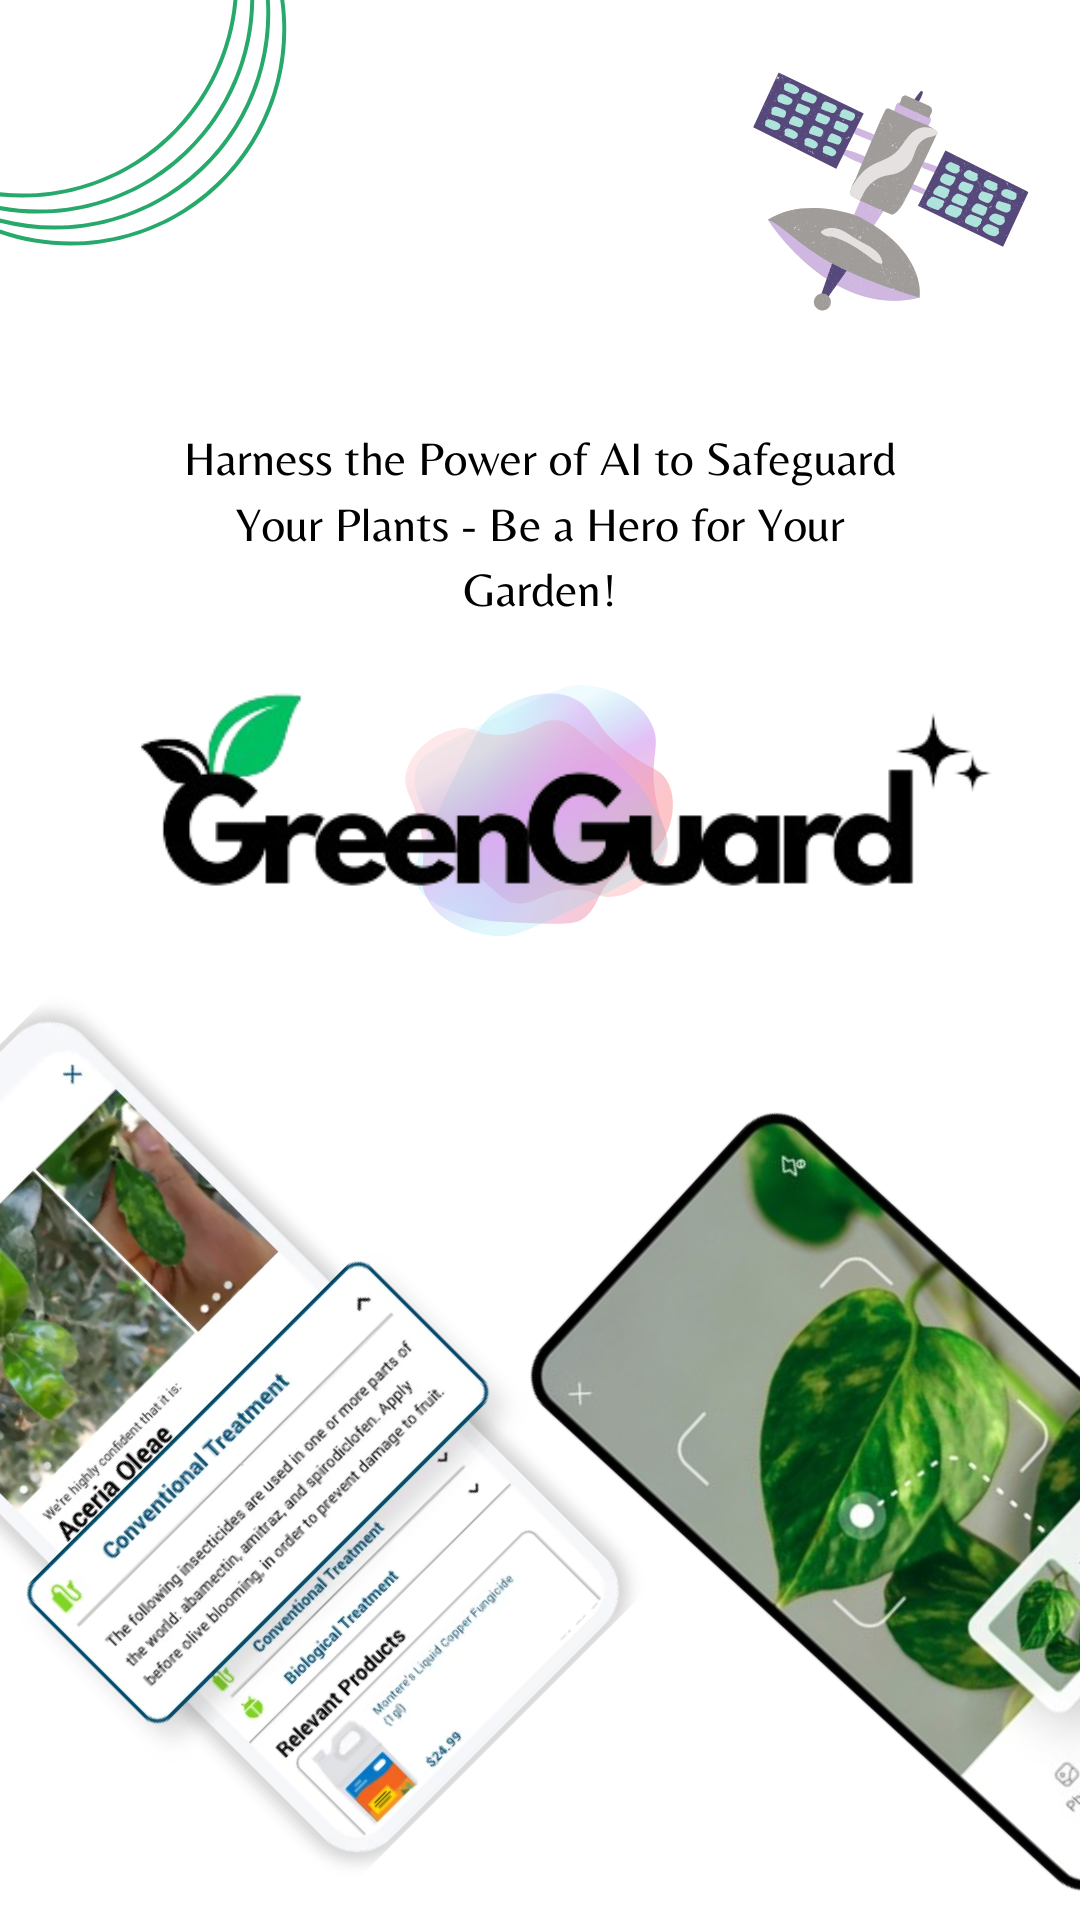 Harness the Power of AI to Safeguard
Your Plants - Be a Hero for Your
Garden!
GreenGuard
We're highly confident that it is:
Aceria Oleae
Conventional Treatment
The following insecticides are used in one or more parts of
the world: abamectin, amitraz, and spirodiclofen. Apply
before olive blooming, in order to prevent damage to fruit.
Conventional Treatment
Biological Treatment
Relevant Products
Montere's Liquid Copper Fungicide
(1 gl)
$24.99